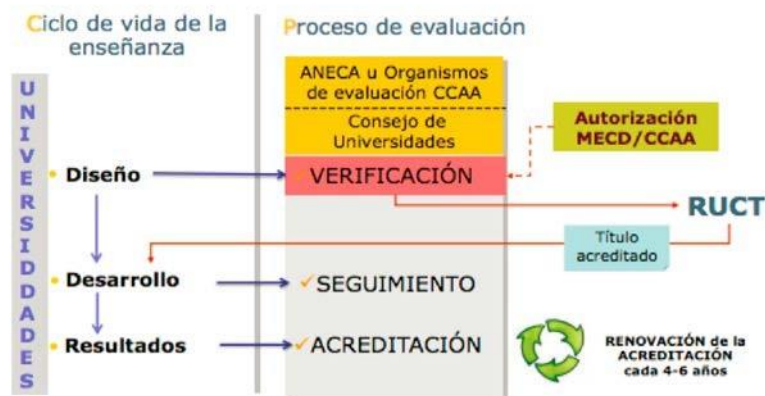 Ciclo de vida de la
enseñanza
Proceso de evaluación
UNIVERSIDDADES
ANECA u Organismos
de evaluación CCAA
Consejo de
Universidades
Autorización
MECD/CCAA
Diseño
VERIFICACIÓN
RUCT
Título
acreditado
Desarrollo
SEGUIMIENTO
Resultados
ACREDITACIÓN
RENOVACIÓN de la
ACREDITACIÓN
cada 4-6 años